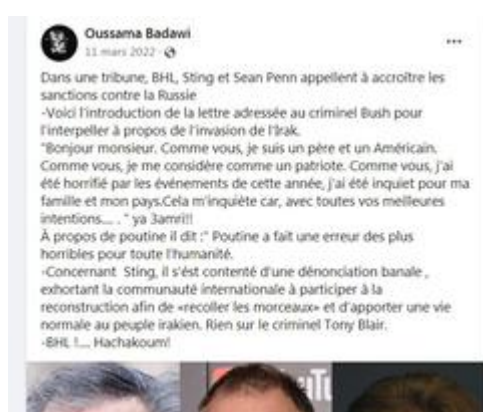 Oussama Badawi
11 mars 2022 ·
Dans une tribune, BHL, Sting et Sean Penn appellent à accroître les
sanctions contre la Russie
-Voici l'introduction de la lettre adressée au criminel Bush pour
l'interpeller à propos de l'invasion de l'Irak.
"Bonjour monsieur. Comme vous, je suis un père et un Américain.
Comme vous, je me considère comme un patriote. Comme vous, j'ai
été horrifié par les événements de cette année, j'ai été inquiet pour ma
famille et mon pays.Cela m'inquiète car, avec toutes vos meilleures
intentions.... . " ya 3amri!!
À propos de poutine il dit :" Poutine a fait une erreur des plus
horribles pour toute l'humanité.
-Concernant Sting, il s'ést contenté d'une dénonciation banale ,
exhortant la communauté internationale à participer à la
reconstruction afin de «recoller les morceaux» et d'apporter une vie
normale au peuple irakien. Rien sur le criminel Tony Blair.
-BHL !.... Hachakoum!